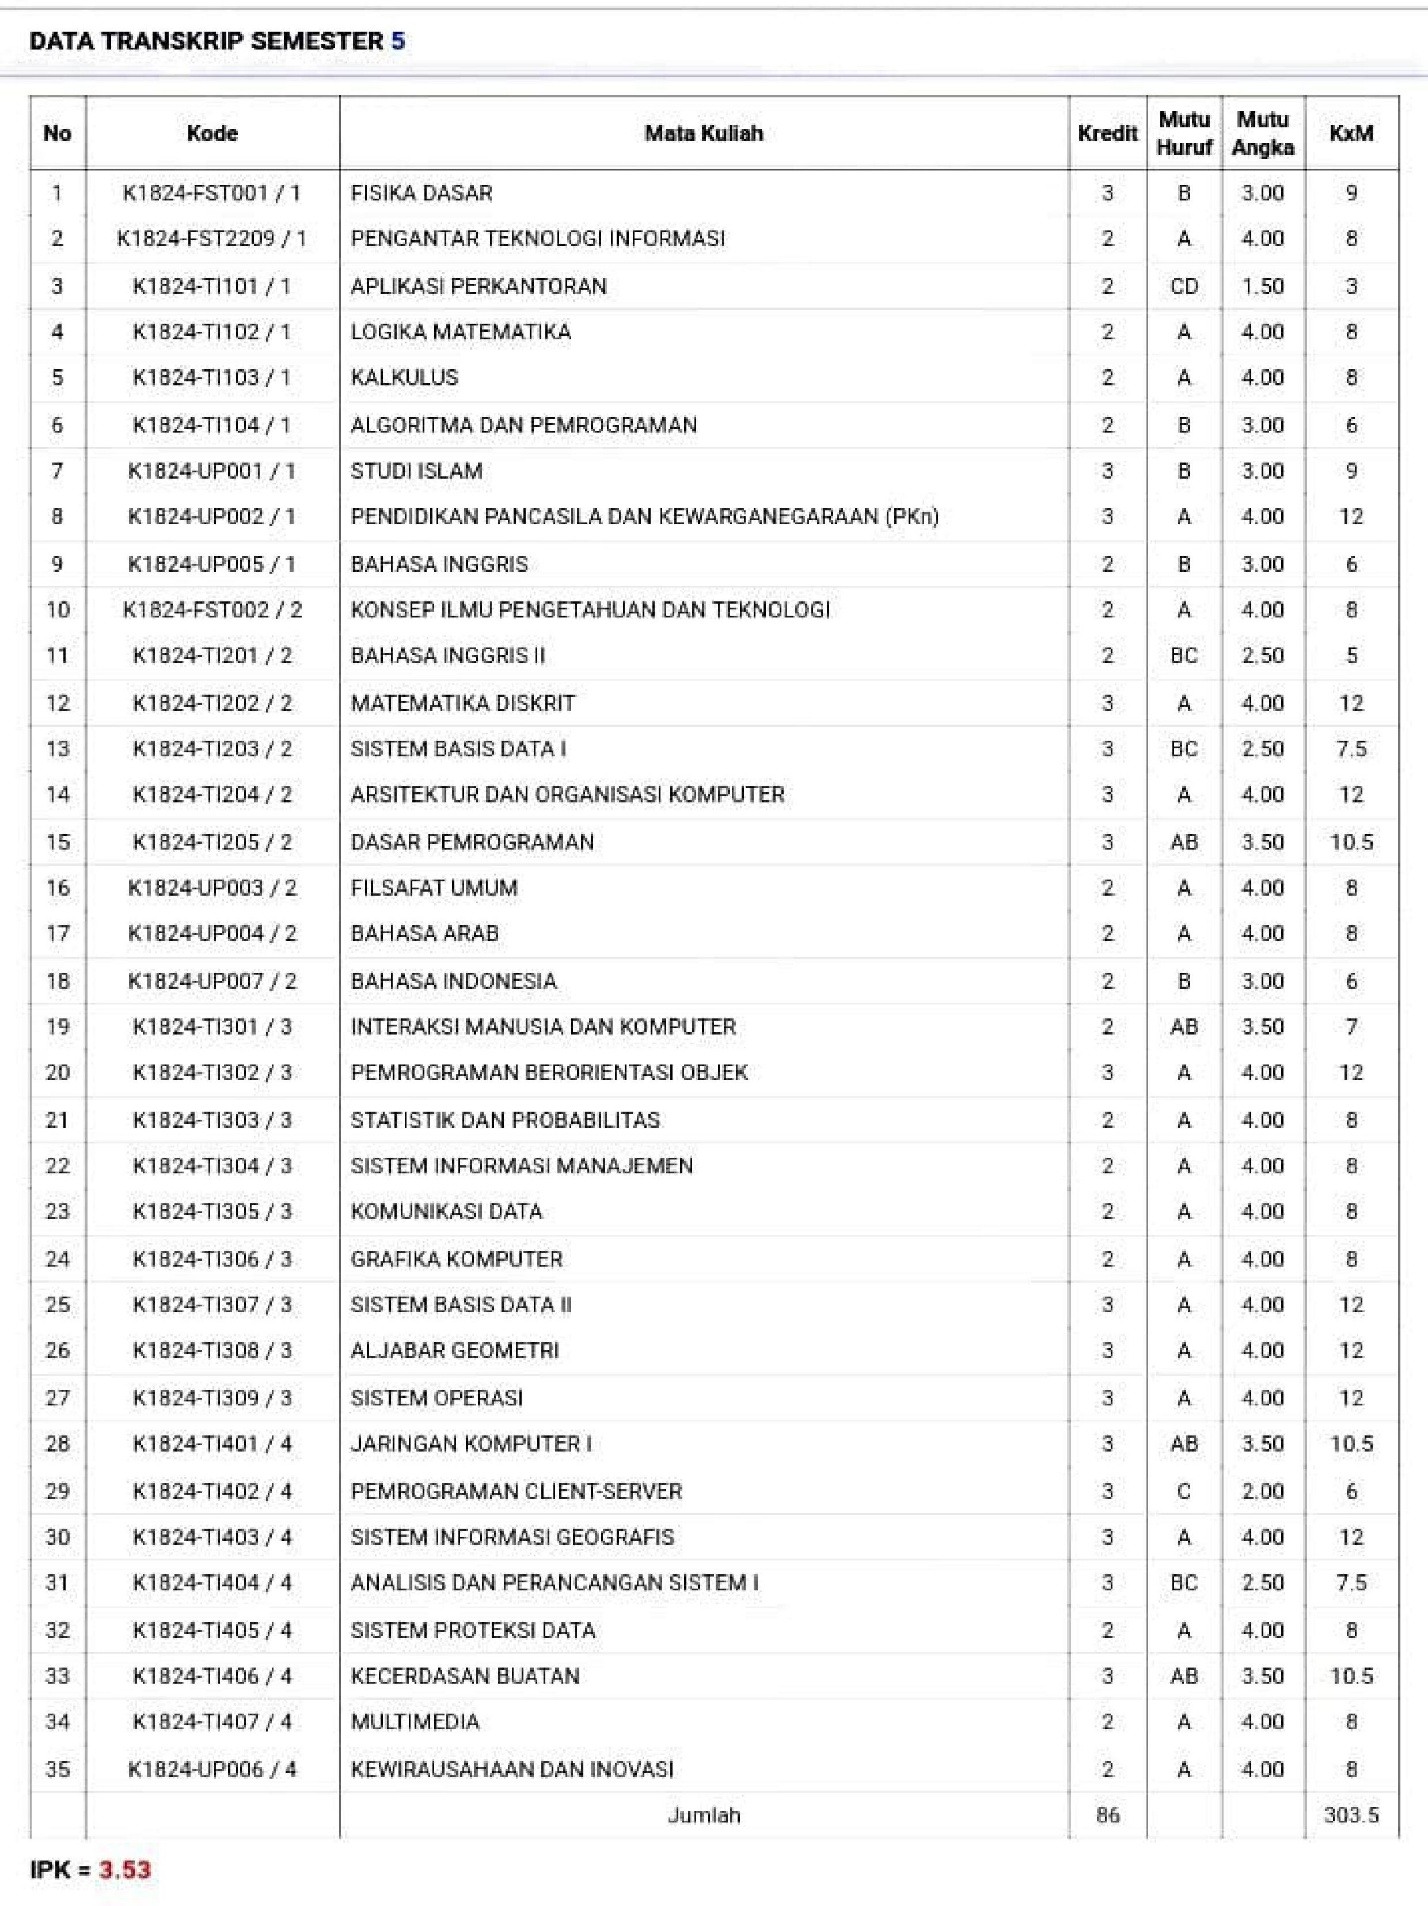 DATA TRANSKRIP SEMESTER 5
No Kode Mata Kuliah Kredit Mutu Huruf Mutu Angka KxM
1 K1824-FST001 / 1 FISIKA DASAR 3 B 3.00 9
2 K1824-FST2209 / 1 PENGANTAR TEKNOLOGI INFORMASI 2 A 4.00 8
3 K1824-TI101 / 1 APLIKASI PERKANTORAN 2 CD 1.50 3
4 K1824-TI102 / 1 LOGIKA MATEMATIKA 2 A 4.00 8
5 K1824-TI103 / 1 KALKULUS 2 A 4.00 8
6 K1824-TI104 / 1 ALGORITMA DAN PEMROGRAMAN 2 B 3.00 6
7 K1824-UP001 / 1 STUDI ISLAM 3 B 3.00 9
8 K1824-UP002 / 1 PENDIDIKAN PANCASILA DAN KEWARGANEGARAAN (PKn) 3 A 4.00 12
9 K1824-UP005 / 1 BAHASA INGGRIS 2 B 3.00 6
10 K1824-FST002 / 2 KONSEP ILMU PENGETAHUAN DAN TEKNOLOGI 2 A 4.00 8
11 K1824-TI201 / 2 BAHASA INGGRIS II 2 BC 2.50 5
12 K1824-TI202 / 2 MATEMATIKA DISKRIT 3 A 4.00 12
13 K1824-TI203 / 2 SISTEM BASIS DATA I 3 BC 2.50 7.5
14 K1824-TI204 / 2 ARSITEKTUR DAN ORGANISASI KOMPUTER 3 A 4.00 12
15 K1824-TI205 / 2 DASAR PEMROGRAMAN 3 AB 3.50 10.5
16 K1824-UP003 / 2 FILSAFAT UMUM 2 A 4.00 8
17 K1824-UP004 / 2 BAHASA ARAB 2 A 4.00 8
18 K1824-UP007 / 2 BAHASA INDONESIA 2 B 3.00 6
19 K1824-TI301 / 3 INTERAKSI MANUSIA DAN KOMPUTER 2 AB 3.50 7
20 K1824-TI302 / 3 PEMROGRAMAN BERORIENTASI OBJEK 3 A 4.00 12
21 K1824-TI303 / 3 STATISTIK DAN PROBABILITAS 2 A 4.00 8
22 K1824-TI304 / 3 SISTEM INFORMASI MANAJEMEN 2 A 4.00 8
23 K1824-TI305 / 3 KOMUNIKASI DATA 2 A 4.00 8
24 K1824-TI306 / 3 GRAFIKA KOMPUTER 2 A 4.00 8
25 K1824-TI307 / 3 SISTEM BASIS DATA II 3 A 4.00 12
26 K1824-TI308 / 3 ALJABAR GEOMETRI 3 A 4.00 12
27 K1824-TI309 / 3 SISTEM OPERASI 3 A 4.00 12
28 K1824-TI401 / 4 JARINGAN KOMPUTER I 3 AB 3.50 10.5
29 K1824-TI402 / 4 PEMROGRAMAN CLIENT-SERVER 3 C 2.00 6
30 K1824-TI403 / 4 SISTEM INFORMASI GEOGRAFIS 3 A 4.00 12
31 K1824-TI404 / 4 ANALISIS DAN PERANCANGAN SISTEM I 3 BC 2.50 7.5
32 K1824-TI405 / 4 SISTEM PROTEKSI DATA 2 A 4.00 8
33 K1824-TI406 / 4 KECERDASAN BUATAN 3 AB 3.50 10.5
34 K1824-TI407 / 4 MULTIMEDIA 2 A 4.00 8
35 K1824-UP006 / 4 KEWIRAUSAHAAN DAN INOVASI 2 A 4.00 8
Jumlah 86 303.5
IPK = 3.53